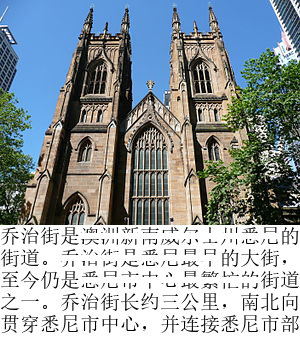 乔治街是澳洲新南威尔士州悉尼的
街道。乔治街是悉尼最早的大街，
至今仍是悉尼市中心最繁忙的街道
之一。乔治街长约三公里，南北向
贯穿悉尼市中心，并连接悉尼市部